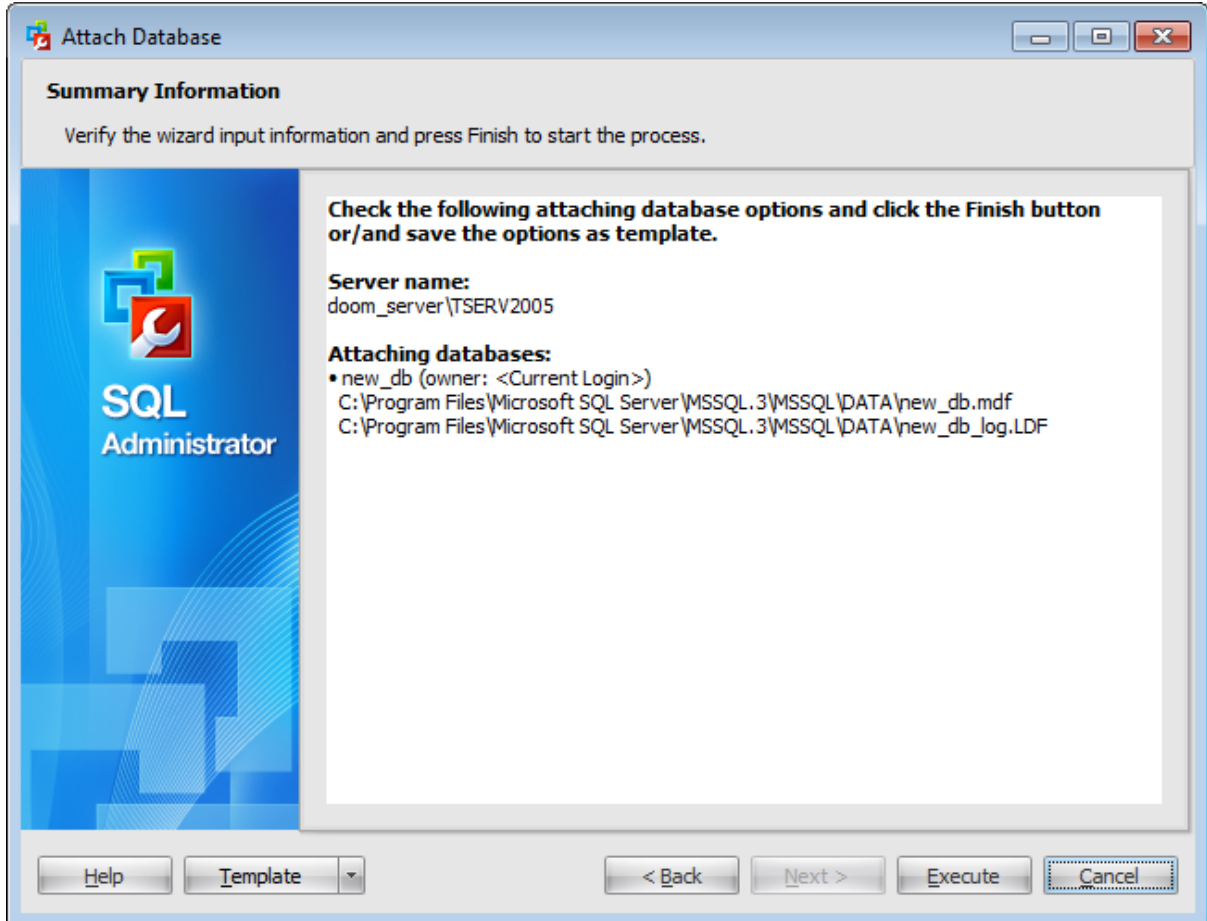 Attach Database
Summary Information
Verify the wizard input information and press Finish to start the process.
Check the following attaching database options and click the Finish button
or/and save the options as template.
Server name:
doom_server\TSERV2005
Attaching databases:
• new_db (owner: <Current Login>)
C:\Program Files\Microsoft SQL Server\MSSQL.3\MSSQL\DATA\new_db.mdf
C:\Program Files\Microsoft SQL Server\MSSQL.3\MSSQL\DATA\new_db_log.LDF
SQL
Administrator
Help Template < Back Next > Execute Cancel